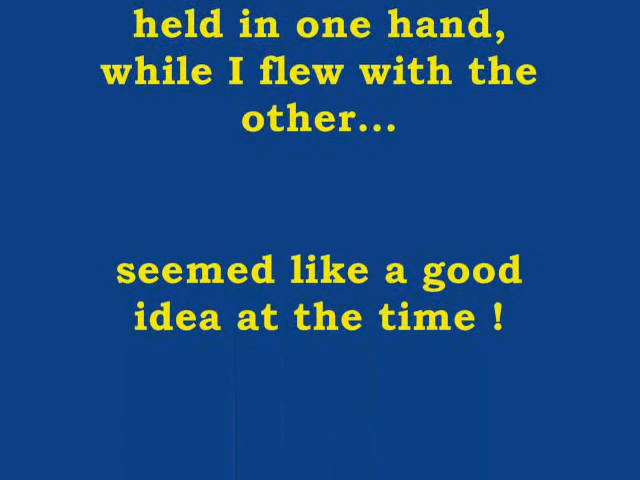 held in one hand,
while I flew with the
other...
seemed like a good
idea at the time !